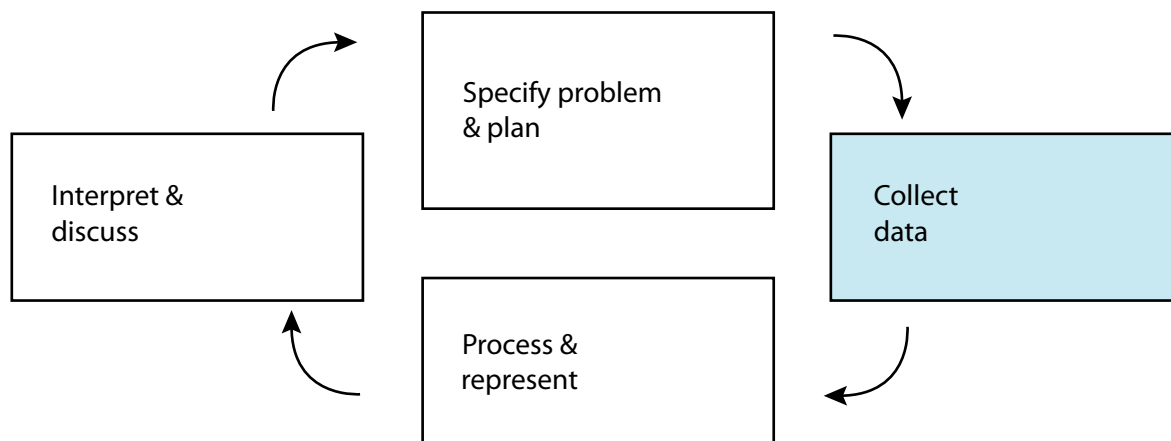 Specify problem
& plan
Interpret &
discuss
Collect
data
Process &
represent